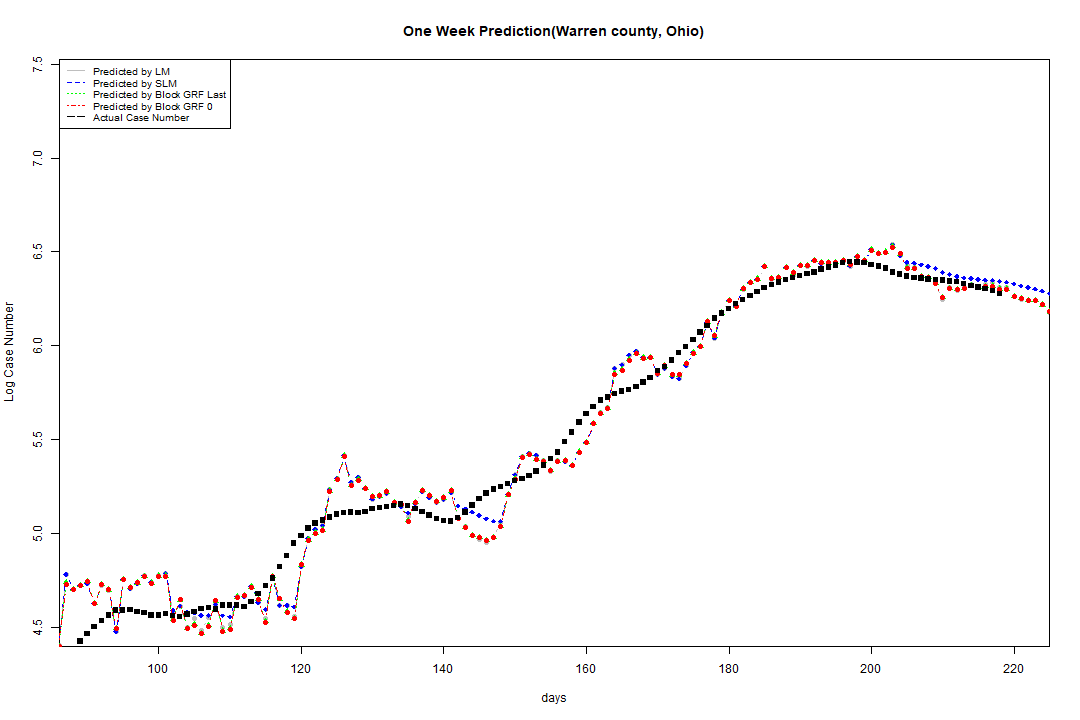 One Week Prediction(Warren county, Ohio)
Predicted by LM
Predicted by SLM
Predicted by Block GRF Last
Predicted by Block GRF 0
Actual Case Number
7.5
7.0
6.5
6.0
5.5
5.0
4.5
Log Case Number
100 120 140 160 180 200 220
days